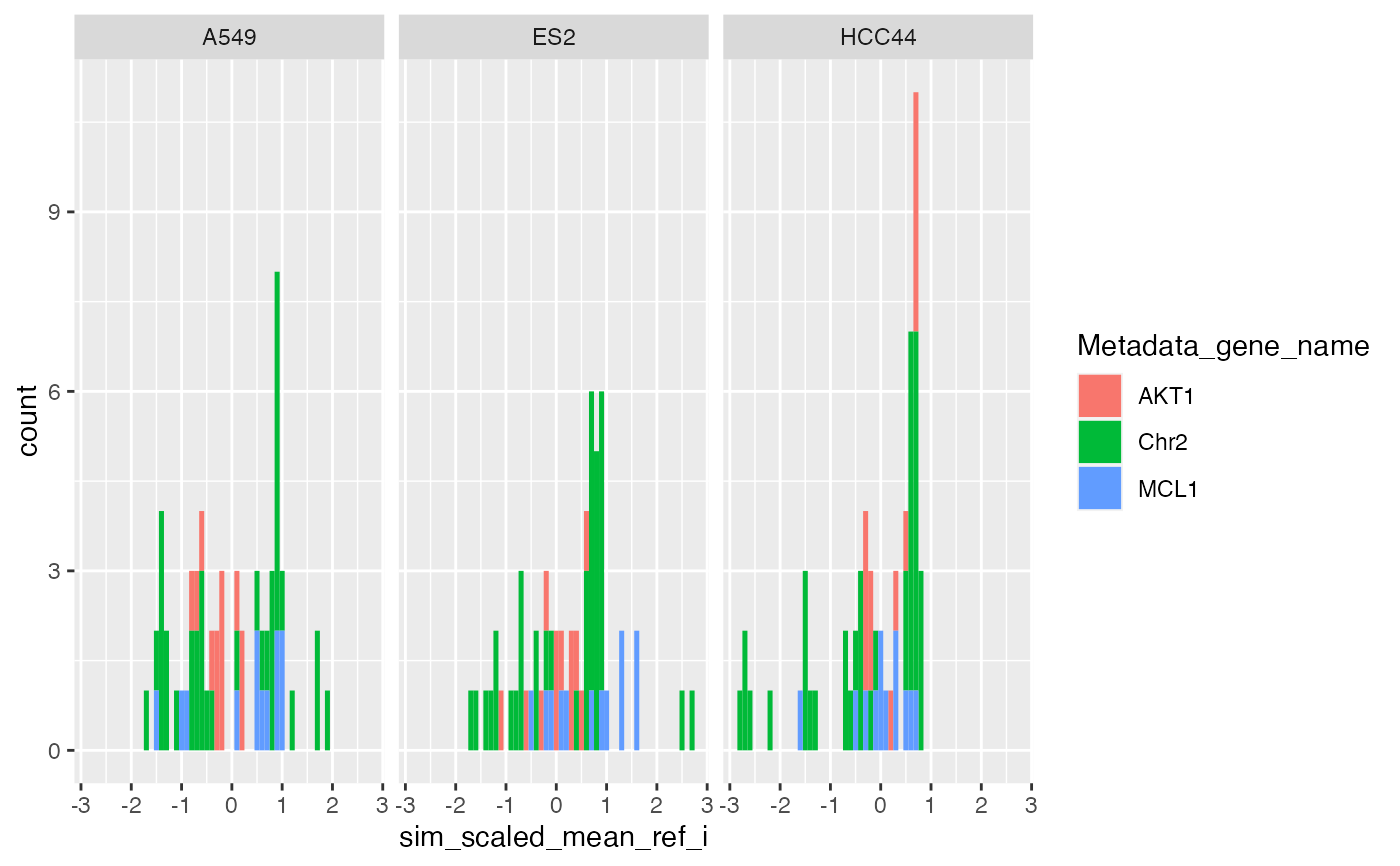 A549 ES2 HCC44
9
6
3
0
count
-3 -2 -1 0 1 2 3 -3 -2 -1 0 1 2 3 -3 -2 -1 0 1 2 3
sim_scaled_mean_ref_i
Metadata_gene_name
AKT1
Chr2
MCL1